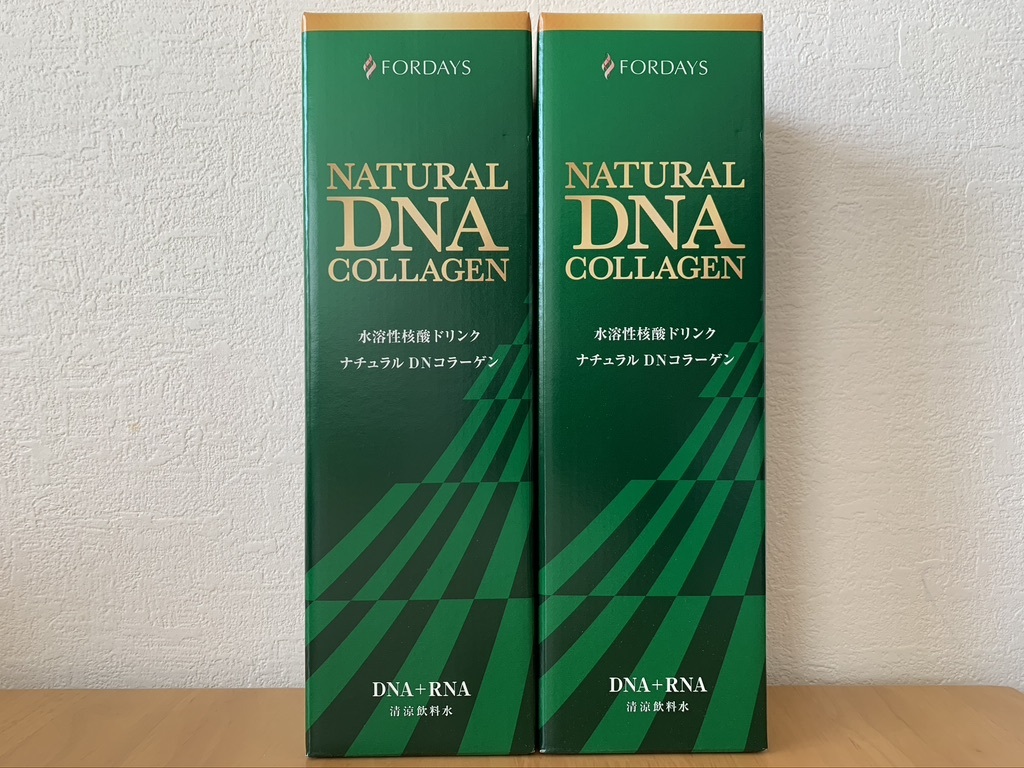 FORDAYS
NATURAL
DNA
COLLAGEN
水溶性核酸ドリンク
ナチュラル DNコラーゲン
DNA+RNA
清涼飲料水
FORDAYS
NATURAL
DNA
COLLAGEN
水溶性核酸ドリンク
ナチュラル DNコラーゲン
DNA+RNA
清涼飲料水